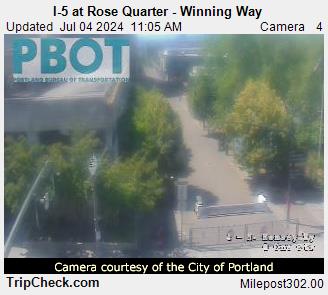 I-5 at Rose Quarter - Winning Way
Updated Jul 04 2024 11:05 AM Camera 4
PBOT
PORTLAND BUREAU OF TRANSPORTATION
Camera courtesy of the City of Portland
TripCheck.com Milepost302.00